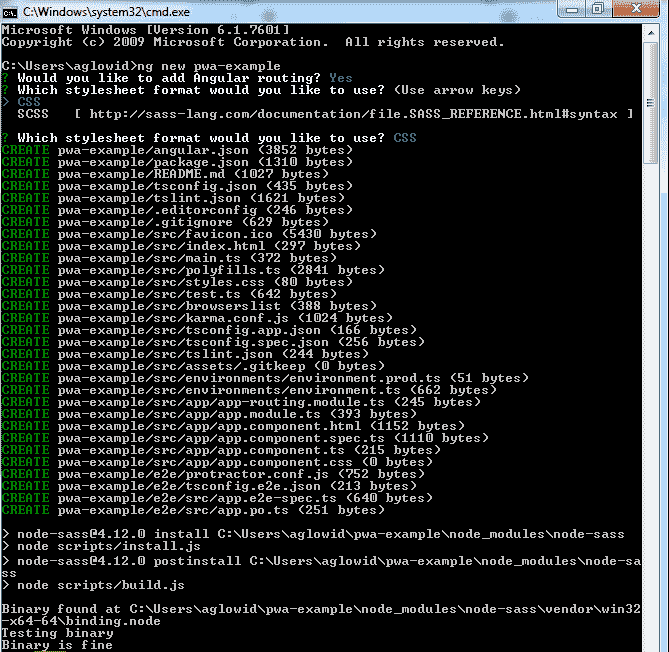 C:\Windows\system32\cmd.exe
Microsoft Windows [Version 6.1.7601]
Copyright (c) 2009 Microsoft Corporation.  All rights reserved.
C:\Users\aglowid>ng new pwa-example
? Would you like to add Angular routing? Yes
? Which stylesheet format would you like to use? (Use arrow keys)
> CSS
SCSS   [ http://sass-lang.com/documentation/file.SASS_REFERENCE.html#syntax ]
? Which stylesheet format would you like to use? CSS
CREATE pwa-example/angular.json (3852 bytes)
CREATE pwa-example/package.json (1310 bytes)
CREATE pwa-example/README.md (1027 bytes)
CREATE pwa-example/tsconfig.json (435 bytes)
CREATE pwa-example/tslint.json (1621 bytes)
CREATE pwa-example/.editorconfig (246 bytes)
CREATE pwa-example/.gitignore (629 bytes)
CREATE pwa-example/src/favicon.ico (5430 bytes)
CREATE pwa-example/src/index.html (297 bytes)
CREATE pwa-example/src/main.ts (372 bytes)
CREATE pwa-example/src/polyfills.ts (2841 bytes)
CREATE pwa-example/src/styles.css (80 bytes)
CREATE pwa-example/src/test.ts (642 bytes)
CREATE pwa-example/src/browserslist (388 bytes)
CREATE pwa-example/src/karma.conf.js (1024 bytes)
CREATE pwa-example/src/tsconfig.app.json (166 bytes)
CREATE pwa-example/src/tsconfig.spec.json (256 bytes)
CREATE pwa-example/src/tslint.json (244 bytes)
CREATE pwa-example/src/assets/.gitkeep (0 bytes)
CREATE pwa-example/src/environments/environment.prod.ts (51 bytes)
CREATE pwa-example/src/environments/environment.ts (662 bytes)
CREATE pwa-example/src/app/app-routing.module.ts (245 bytes)
CREATE pwa-example/src/app/app.module.ts (393 bytes)
CREATE pwa-example/src/app/app.component.html (1152 bytes)
CREATE pwa-example/src/app/app.component.spec.ts (1110 bytes)
CREATE pwa-example/src/app/app.component.ts (215 bytes)
CREATE pwa-example/src/app/app.component.css (0 bytes)
CREATE pwa-example/e2e/protractor.conf.js (752 bytes)
CREATE pwa-example/e2e/tsconfig.e2e.json (213 bytes)
CREATE pwa-example/e2e/src/app.e2e-spec.ts (640 bytes)
CREATE pwa-example/e2e/src/app.po.ts (251 bytes)
> node-sass@4.12.0 install C:\Users\aglowid\pwa-example\node_modules\node-sass
> node scripts/install.js
> node-sass@4.12.0 postinstall C:\Users\aglowid\pwa-example\node_modules\node-sa
ss
> node scripts/build.js
Binary found at C:\Users\aglowid\pwa-example\node_modules\node-sass\vendor\win32
-x64-64\binding.node
Testing binary
Binary is fine